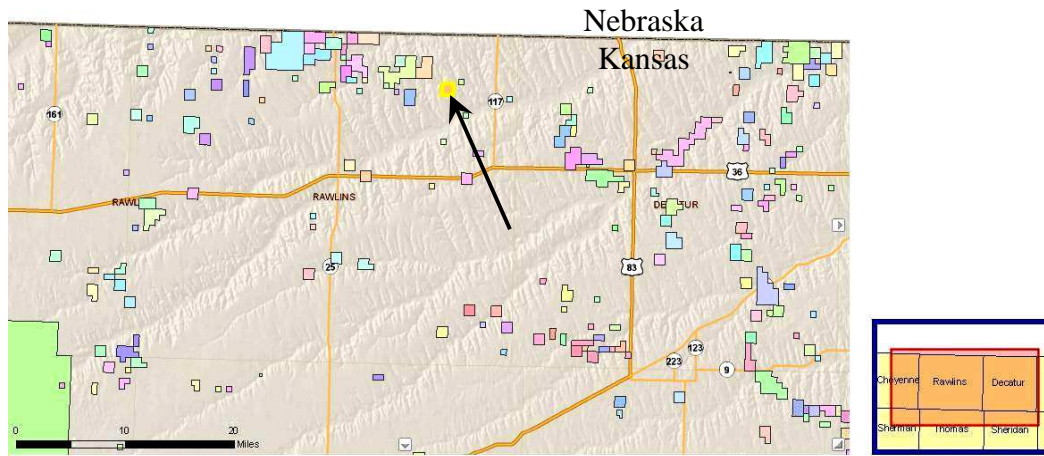 Nebraska
Kansas
161
117
36
RAWL
RAWLINS
DECATUR
25
83
123
223
9
0 10 20
Miles
Cheyenne Rawlins Decatur
Sherman Thomas Sheridan